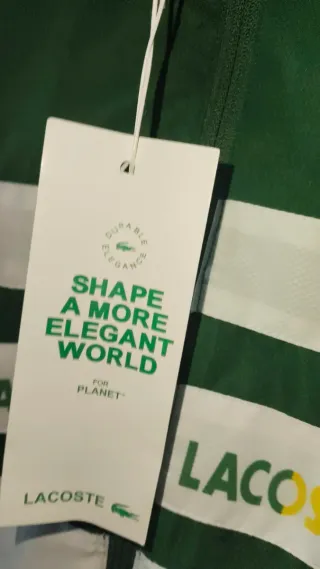 DURABLE
ELEGANCE
SHAPE
A MORE
ELEGANT
WORLD
FOR
PLANET
LACOSTE
LACOS